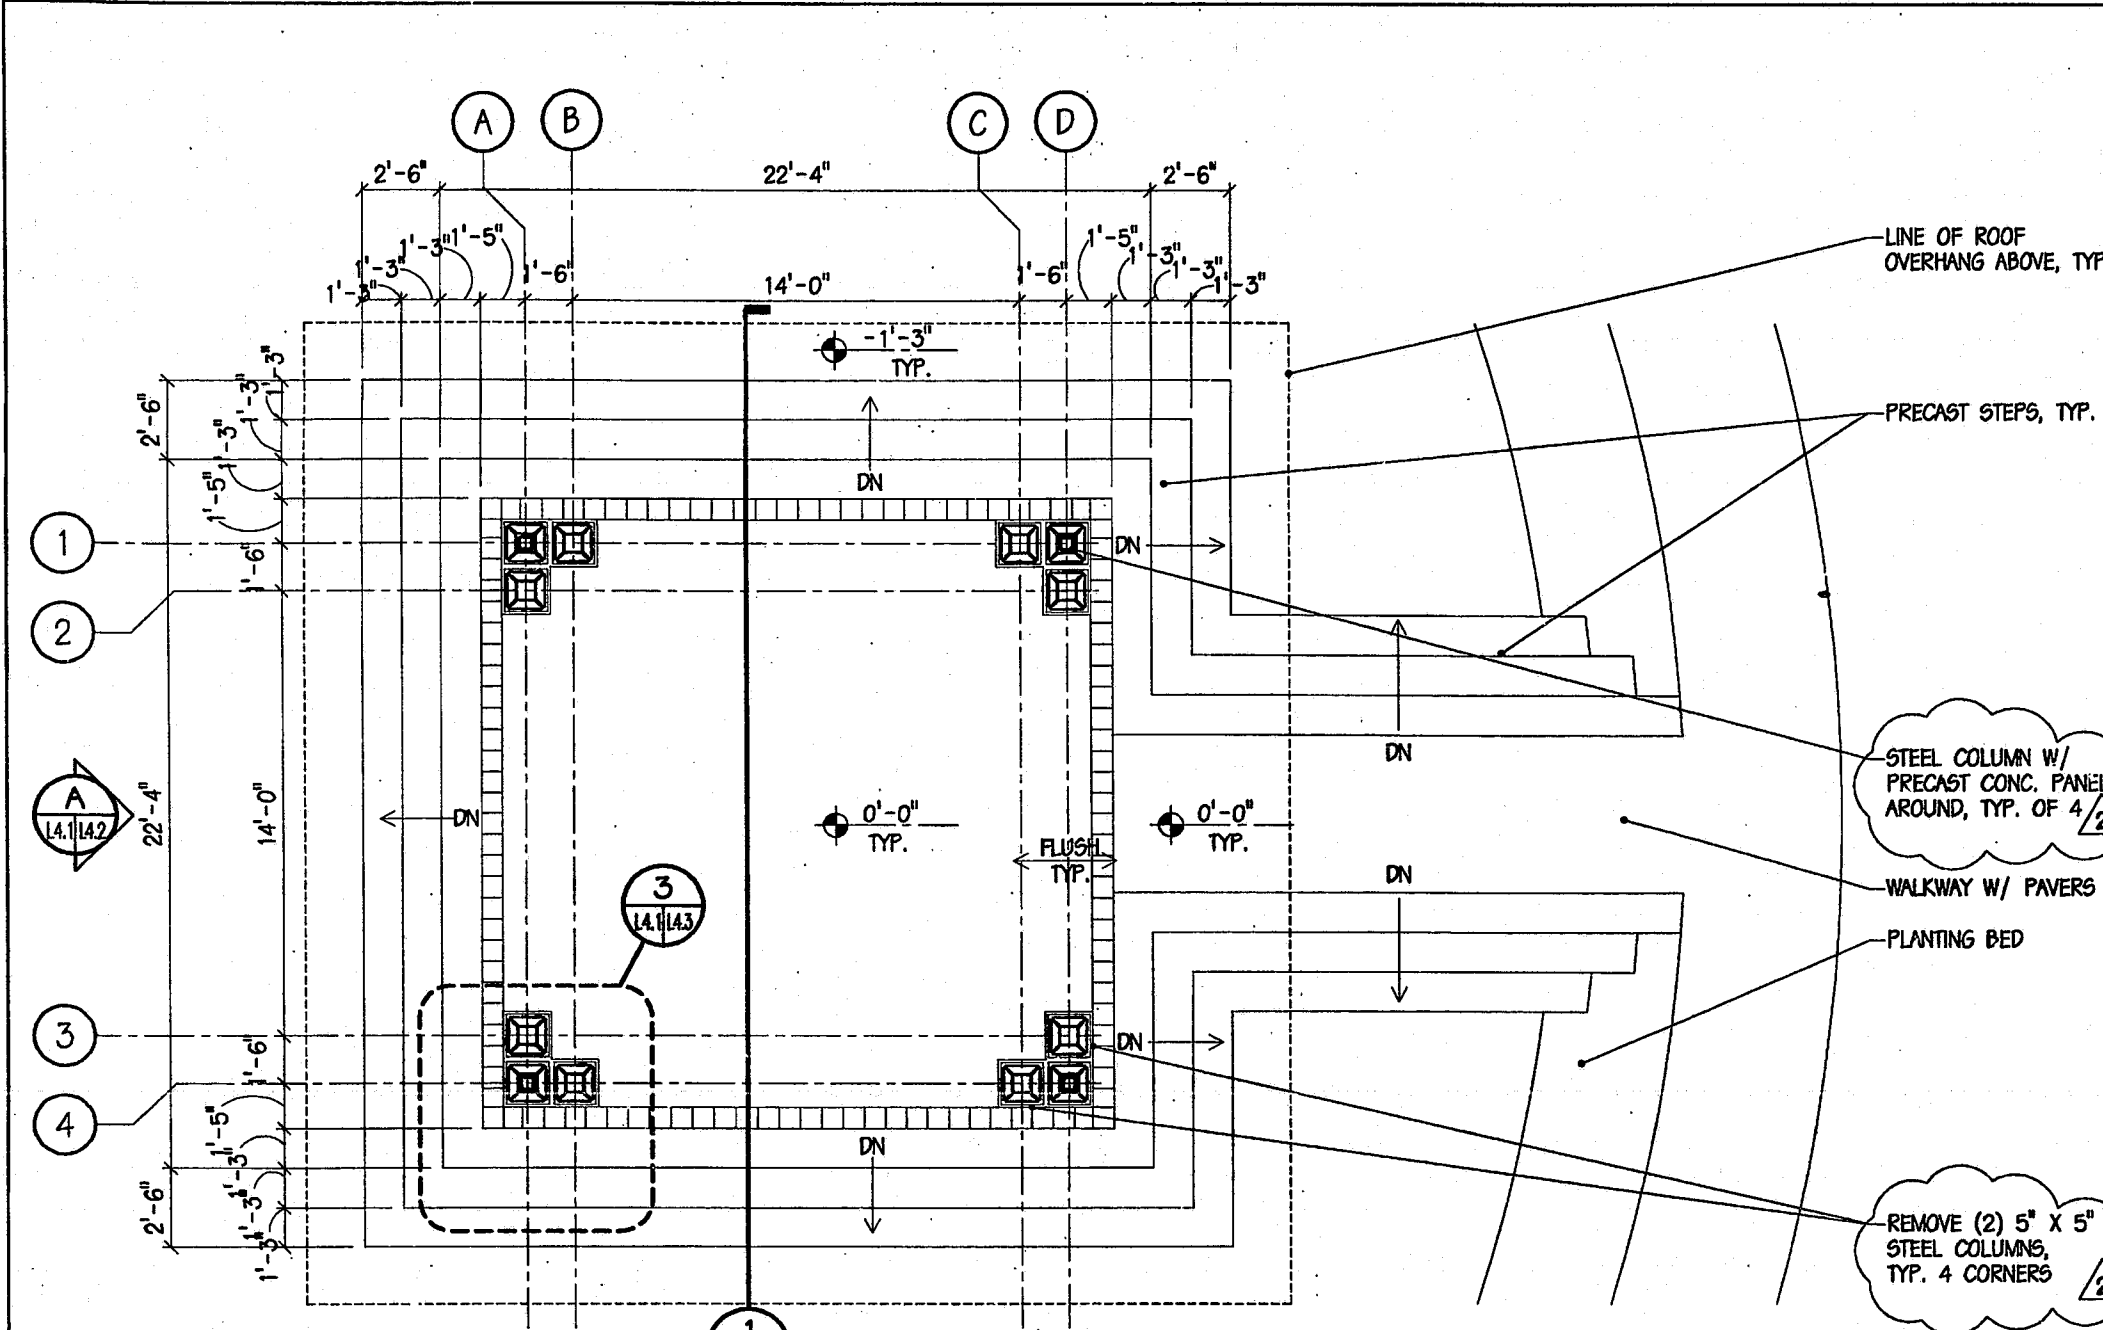 A
B
C
D
2'-6"
22'-4"
2'-6"
1'-3"
1'-3"
1'-3"
1'-5"
1'-6"
14'-0"
1'-6"
1'-5"
1'-3"
1'-3"
1'-3"
LINE OF ROOF
OVERHANG ABOVE, TYP
-1'-3"
TYP.
1'-3"
1'-3"
2'-6"
1'-3"
1'-5"
PRECAST STEPS, TYP.
DN
1
DN
1'-6"
2
DN
STEEL COLUMN W/
PRECAST CONC. PANEL
AROUND, TYP. OF 4
2
A
L4.1 L4.2
22'-4"
14'-0"
DN
0'-0"
TYP.
0'-0"
TYP.
FLUSH
TYP.
DN
WALKWAY W/ PAVERS
3
L4.1 L4.3
PLANTING BED
3
DN
1'-6"
4
1'-5"
DN
1'-3"
2'-6"
1'-3"
1'-3"
REMOVE (2) 5" X 5"
STEEL COLUMNS,
TYP. 4 CORNERS
2
1